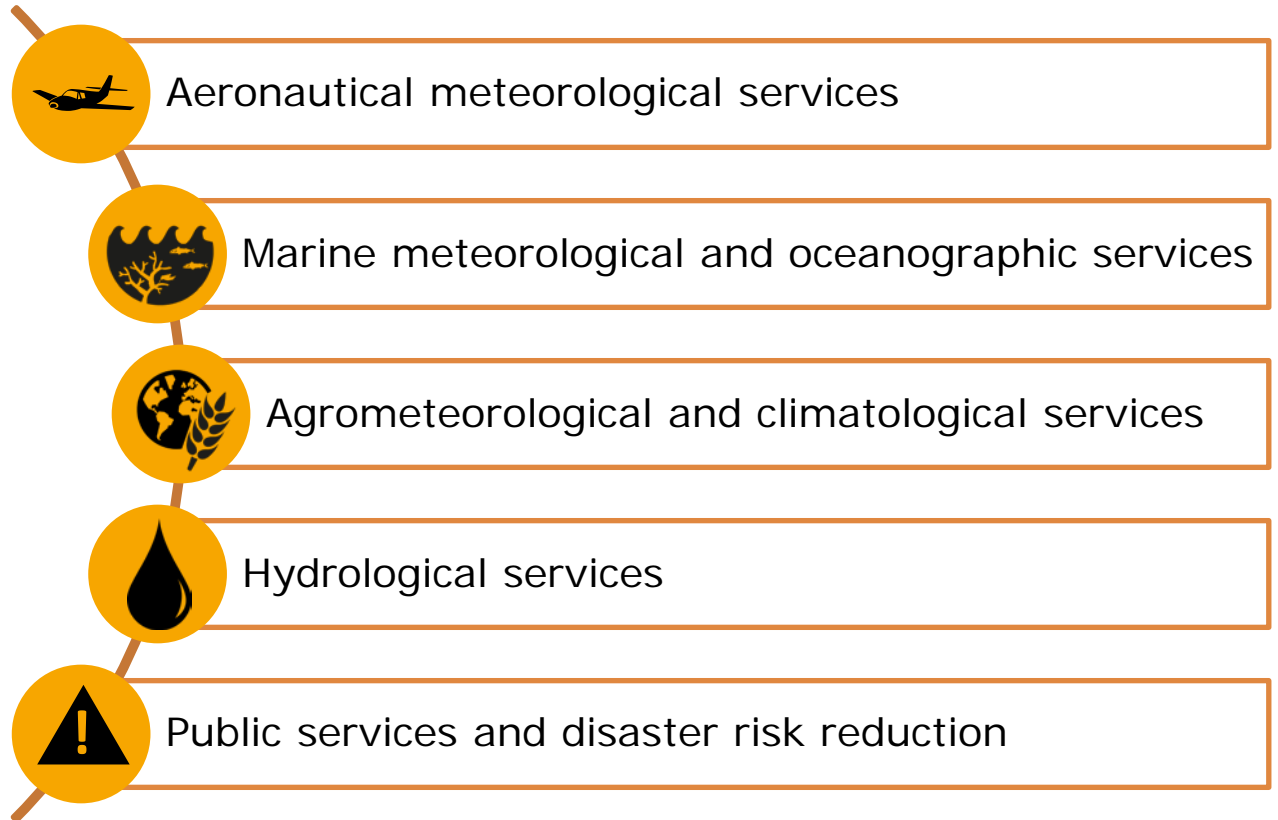 Aeronautical meteorological services
Marine meteorological and oceanographic services
Agrometeorological and climatological services
Hydrological services
Public services and disaster risk reduction